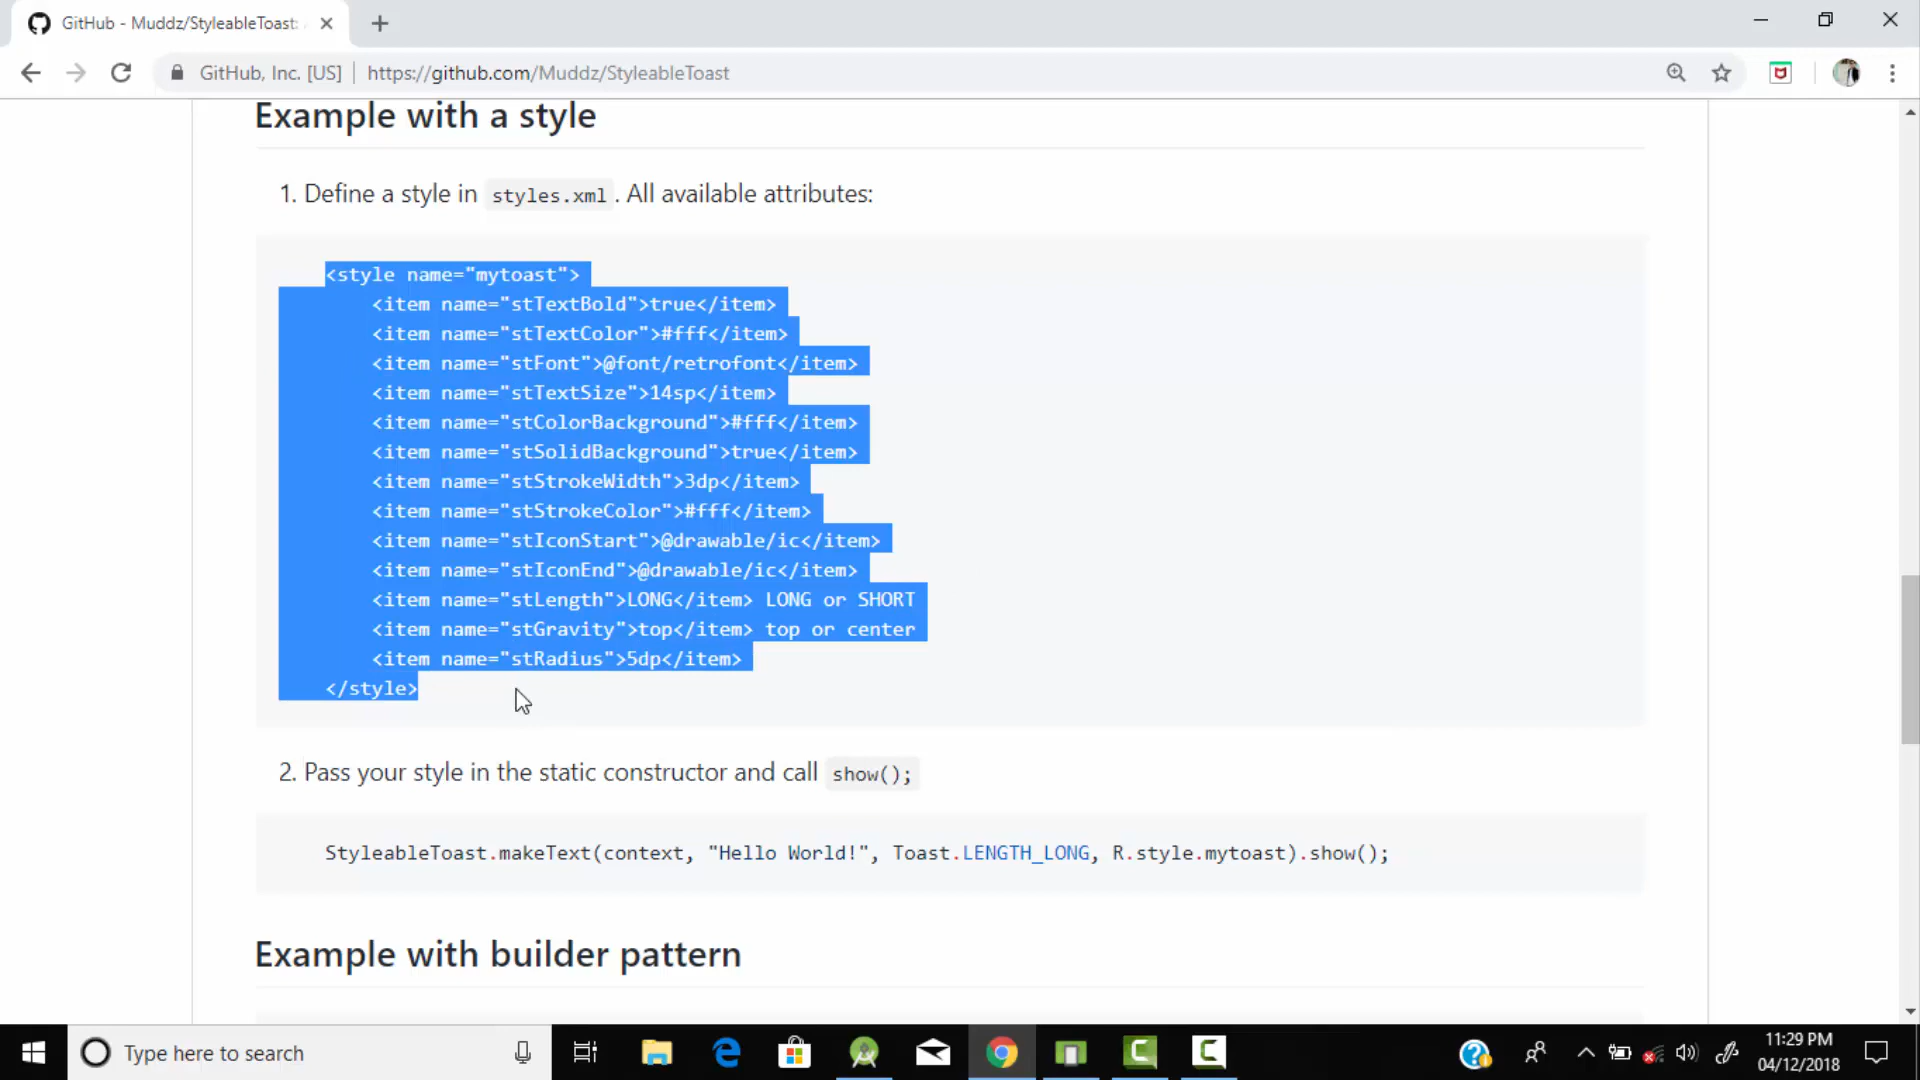 GitHub - Muddz/StyleableToast:
GitHub, Inc. [US] | https://github.com/Muddz/StyleableToast
Example with a style
1. Define a style in styles.xml . All available attributes:
<style name="mytoast">
<item name="stTextBold">true</item>
<item name="stTextColor">#fff</item>
<item name="stFont">@font/retrofont</item>
<item name="stTextSize">14sp</item>
<item name="stColorBackground">#fff</item>
<item name="stSolidBackground">true</item>
<item name="stStrokeWidth">3dp</item>
<item name="stStrokeColor">#fff</item>
<item name="stIconStart">@drawable/ic</item>
<item name="stIconEnd">@drawable/ic</item>
<item name="stLength">LONG</item> LONG or SHORT
<item name="stGravity">top</item> top or center
<item name="stRadius">5dp</item>
</style>
2. Pass your style in the static constructor and call show();
StyleableToast.makeText(context, "Hello World!", Toast.LENGTH_LONG, R.style.mytoast).show();
Example with builder pattern
Type here to search
11:29 PM
04/12/2018